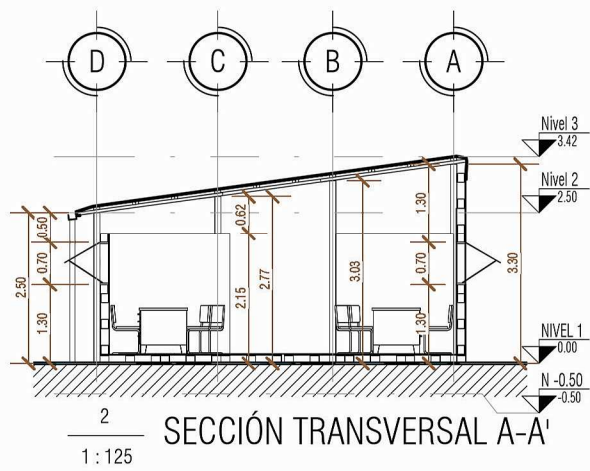 D C B A
Nivel 3
3.42
Nivel 2
2.50
NIVEL 1
0.00
N -0.50
-0.50
2.50
0.50
0.70
1.30
0.62
2.15
2.77
3.03
1.30
0.70
1.30
3.30
2
1 : 125
SECCIÓN TRANSVERSAL A-A'